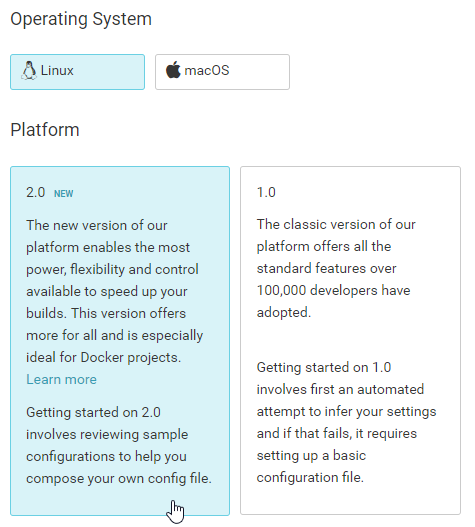 Operating System
Linux
macOS
Platform
2.0 NEW
The new version of our
platform enables the most
power, flexibility and control
available to speed up your
builds. This version offers
more for all and is especially
ideal for Docker projects.
Learn more
Getting started on 2.0
involves reviewing sample
configurations to help you
compose your own config file.
1.0
The classic version of our
platform offers all the
standard features over
100,000 developers have
adopted.
Getting started on 1.0
involves first an automated
attempt to infer your settings
and if that fails, it requires
setting up a basic
configuration file.